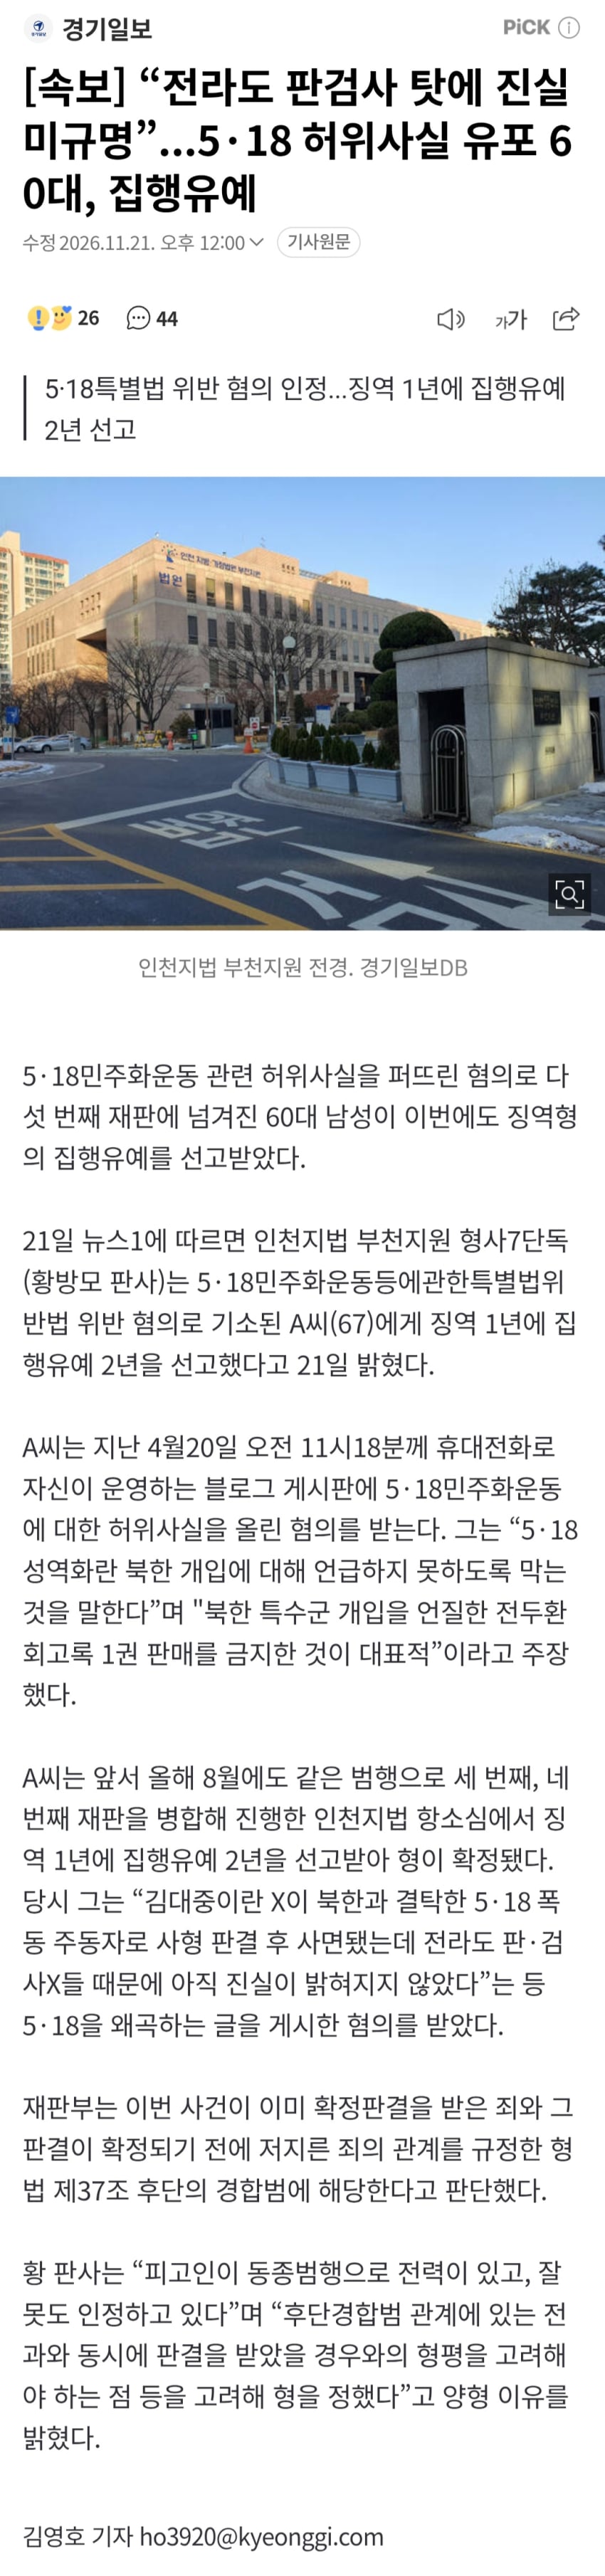 경기일보
PiCK
[속보] “전라도 판검사 탓에 진실
미규명”...5·18 허위사실 유포 6
0대, 집행유예
수정 2026.11.21. 오후 12:00
기사원문
26
44
가가
5·18특별법 위반 혐의 인정...징역 1년에 집행유예
2년 선고
인천지법 부천지원 전경. 경기일보DB
5·18민주화운동 관련 허위사실을 퍼뜨린 혐의로 다
섯 번째 재판에 넘겨진 60대 남성이 이번에도 징역형
의 집행유예를 선고받았다.
21일 뉴스1에 따르면 인천지법 부천지원 형사7단독
(황방모 판사)는 5·18민주화운동등에관한특별법위
반법 위반 혐의로 기소된 A씨(67)에게 징역 1년에 집
행유예 2년을 선고했다고 21일 밝혔다.
A씨는 지난 4월20일 오전 11시18분께 휴대전화로
자신이 운영하는 블로그 게시판에 5·18민주화운동
에 대한 허위사실을 올린 혐의를 받는다. 그는 “5·18
성역화란 북한 개입에 대해 언급하지 못하도록 막는
것을 말한다”며 "북한 특수군 개입을 언질한 전두환
회고록 1권 판매를 금지한 것이 대표적”이라고 주장
했다.
A씨는 앞서 올해 8월에도 같은 범행으로 세 번째, 네
번째 재판을 병합해 진행한 인천지법 항소심에서 징
역 1년에 집행유예 2년을 선고받아 형이 확정됐다.
당시 그는 “김대중이란 X이 북한과 결탁한 5·18 폭
동 주동자로 사형 판결 후 사면됐는데 전라도 판·검
사X들 때문에 아직 진실이 밝혀지지 않았다”는 등
5·18을 왜곡하는 글을 게시한 혐의를 받았다.
재판부는 이번 사건이 이미 확정판결을 받은 죄와 그
판결이 확정되기 전에 저지른 죄의 관계를 규정한 형
법 제37조 후단의 경합범에 해당한다고 판단했다.
황 판사는 “피고인이 동종범행으로 전력이 있고, 잘
못도 인정하고 있다”며 “후단경합범 관계에 있는 전
과와 동시에 판결을 받았을 경우와의 형평을 고려해
야 하는 점 등을 고려해 형을 정했다”고 양형 이유를
밝혔다.
김영호 기자 ho3920@kyeonggi.com